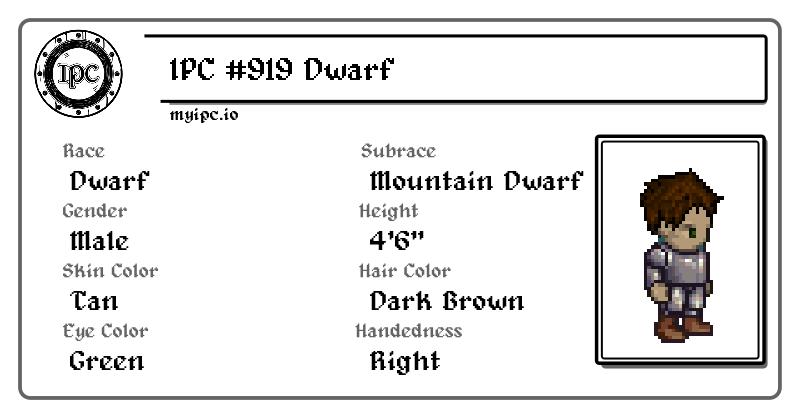 IPC
IPC #919 Dwarf
myipc.io
Race
Subrace
Dwarf
Mountain Dwarf
Gender
Height
Male
4'6"
Skin Color
Hair Color
Tan
Dark Brown
Eye Color
Handedness
Green
Right